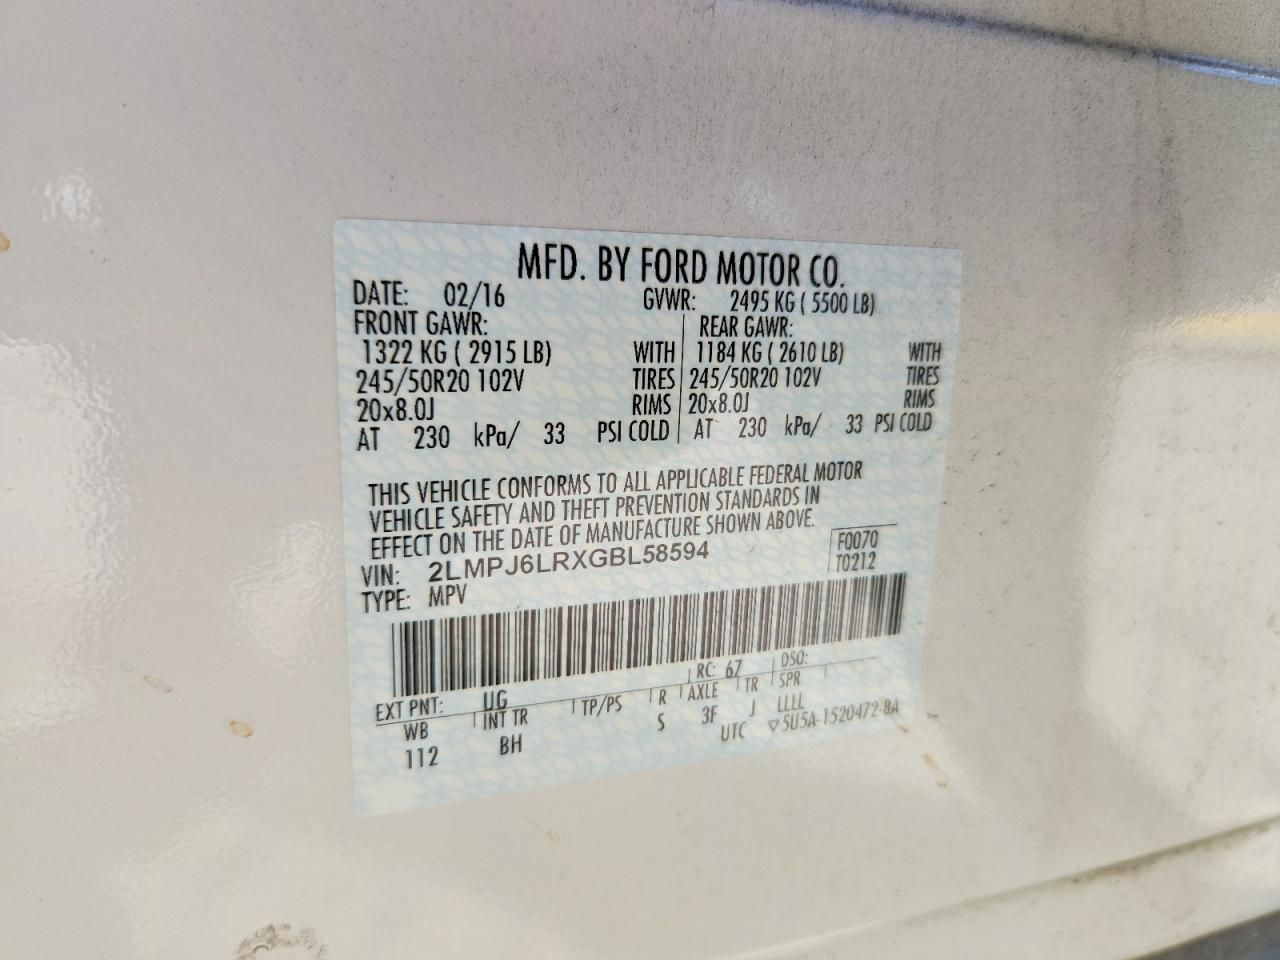 MFD. BY FORD MOTOR CO.
DATE: 02/16 GVWR: 2495 KG ( 5500 LB)
FRONT GAWR: REAR GAWR:
1322 KG ( 2915 LB) WITH 1184 KG ( 2610 LB) WITH
245/50R20 102V TIRES 245/50R20 102V TIRES
20x8.0J RIMS 20x8.0J RIMS
AT 230 kPa/ 33 PSI COLD AT 230 kPa/ 33 PSI COLD
THIS VEHICLE CONFORMS TO ALL APPLICABLE FEDERAL MOTOR
VEHICLE SAFETY AND THEFT PREVENTION STANDARDS IN
EFFECT ON THE DATE OF MANUFACTURE SHOWN ABOVE.
VIN: 2LMPJ6LRXGBL58594 F0070
TYPE: MPV T0212
EXT PNT: UG RC: 67 DSO:
WB INT TR TP/PS R AXLE TR SPR
112 BH S 3F J LLLL
UTC ▽5U5A-1520472-BA